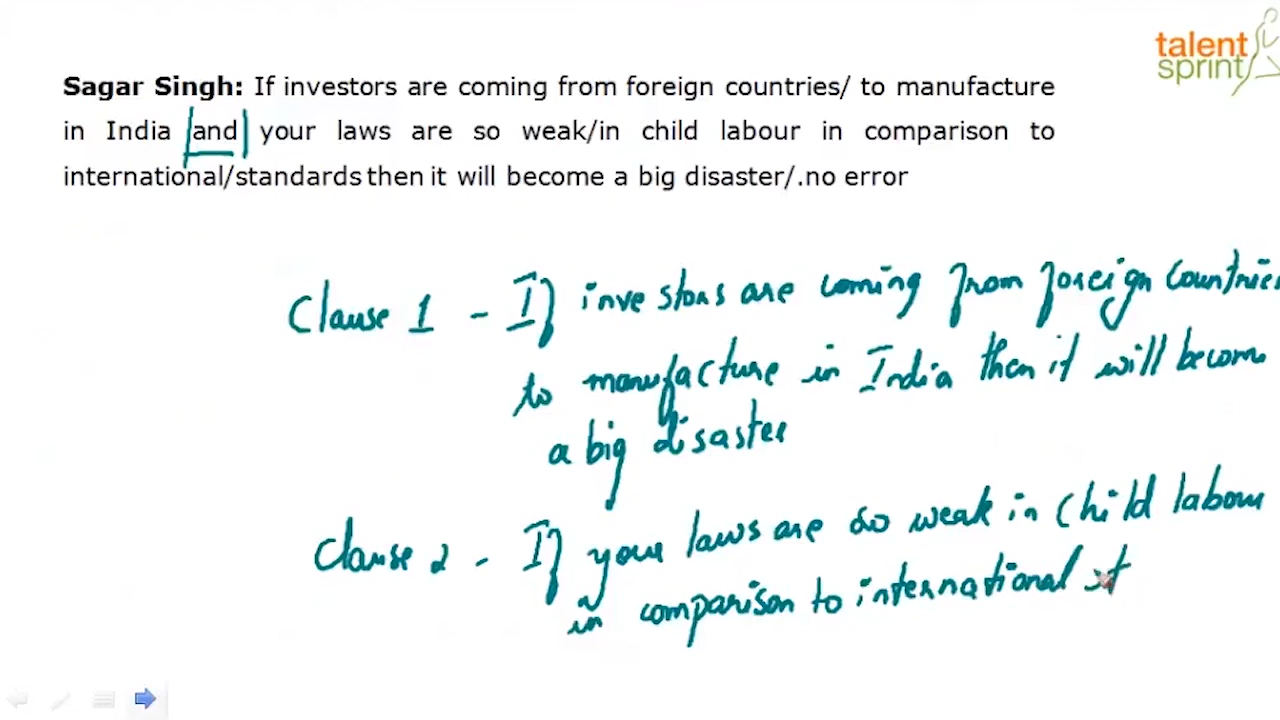 talent
sprint
Sagar Singh: If investors are coming from foreign countries/ to manufacture
in India and your laws are so weak/in child labour in comparison to
international/standards then it will become a big disaster/.no error
Clause 1 - If investors are coming from foreign countries
to manufacture in India then it will become
a big disaster
Clause 2 - If your laws are so weak in child labour
in comparison to international st